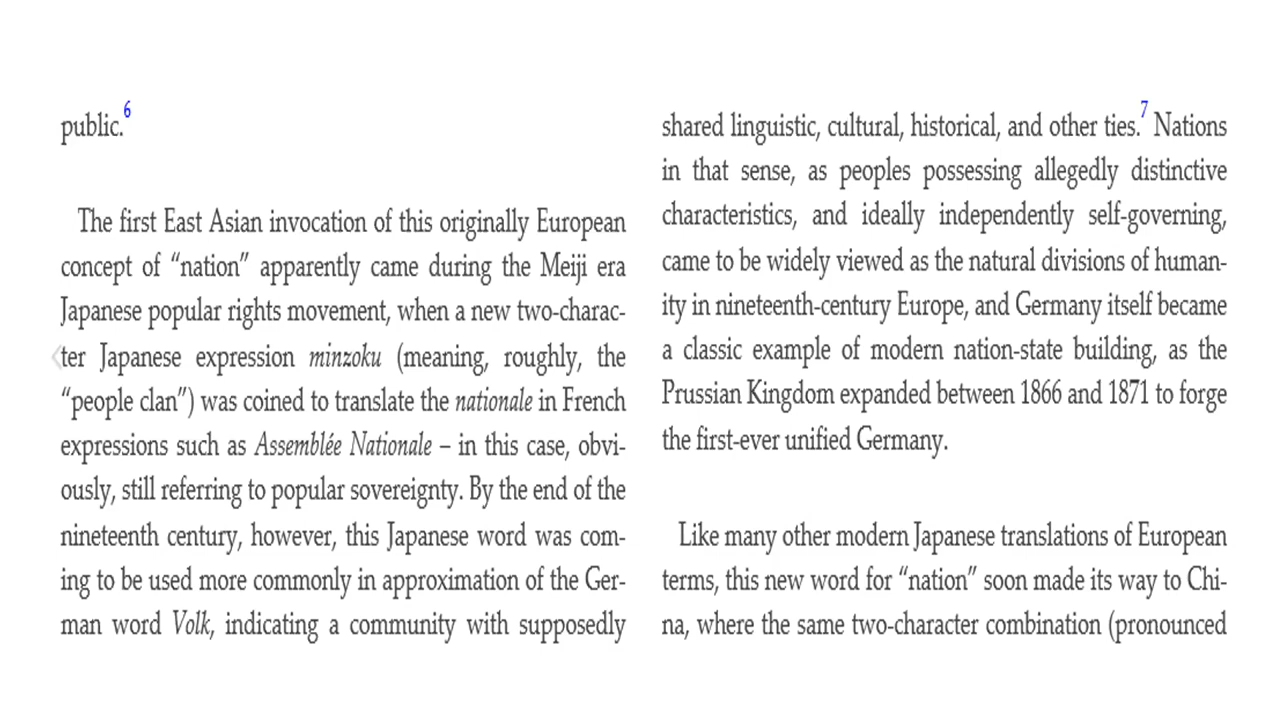 public.6
The first East Asian invocation of this originally European
concept of “nation” apparently came during the Meiji era
Japanese popular rights movement, when a new two-charac-
ter Japanese expression minzoku (meaning, roughly, the
“people clan”) was coined to translate the nationale in French
expressions such as Assemblée Nationale – in this case, obvi-
ously, still referring to popular sovereignty. By the end of the
nineteenth century, however, this Japanese word was com-
ing to be used more commonly in approximation of the Ger-
man word Volk, indicating a community with supposedly
shared linguistic, cultural, historical, and other ties.7 Nations
in that sense, as peoples possessing allegedly distinctive
characteristics, and ideally independently self-governing,
came to be widely viewed as the natural divisions of human-
ity in nineteenth-century Europe, and Germany itself became
a classic example of modern nation-state building, as the
Prussian Kingdom expanded between 1866 and 1871 to forge
the first-ever unified Germany.
Like many other modern Japanese translations of European
terms, this new word for “nation” soon made its way to Chi-
na, where the same two-character combination (pronounced